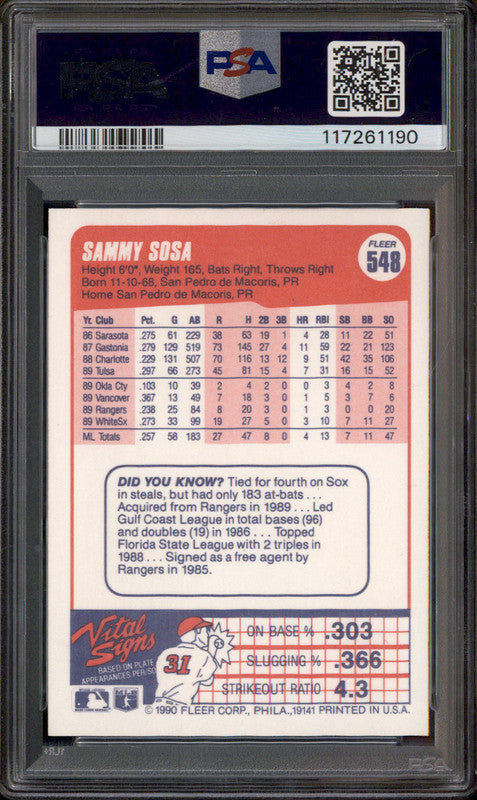 PSA
117261190
SAMMY SOSA
FLEER
548
Height 6'0", Weight 165, Bats Right, Throws Right
Born 11-10-68, San Pedro de Macoris, PR
Home San Pedro de Macoris, PR
Yr. Club Pct. G AB R H 2B 3B HR RBI SB BB SO
86 Sarasota .275 61 229 38 63 19 1 4 28 11 22 51
87 Gastonia .279 129 519 73 145 27 4 11 59 22 21 123
88 Charlotte .229 131 507 70 116 13 12 9 51 42 35 106
89 Tulsa .297 66 273 45 81 15 4 7 31 16 15 52
89 Okla Cty .103 10 39 2 4 2 0 0 3 4 2 8
89 Vancover .367 13 49 7 18 3 0 1 5 3 7 6
89 Rangers .238 25 84 8 20 3 0 1 3 0 0 20
89 WhiteSx .273 33 99 19 27 5 0 3 10 7 11 27
ML Totals .257 58 183 27 47 8 0 4 13 7 11 47
DID YOU KNOW? Tied for fourth on Sox
in steals, but had only 183 at-bats . . .
Acquired from Rangers in 1989 . . . Led
Gulf Coast League in total bases (96)
and doubles (19) in 1986 . . . Topped
Florida State League with 2 triples in
1988 . . . Signed as a free agent by
Rangers in 1985.
Vital
Signs
BASED ON PLATE
APPEARANCES PER/SO
31
ON BASE % .303
SLUGGING % .366
STRIKEOUT RATIO 4.3
© 1990 FLEER CORP., PHILA., 19141 PRINTED IN U.S.A.
PSA